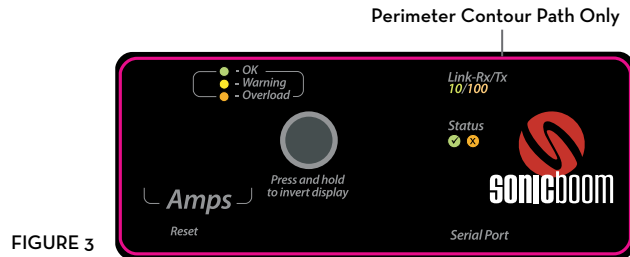 Perimeter Contour Path Only
- OK
- Warning
- Overload
Link-Rx/Tx
10/100
Status
✓ X
Press and hold
to invert display
sonicboom
Amps
Reset
Serial Port
FIGURE 3